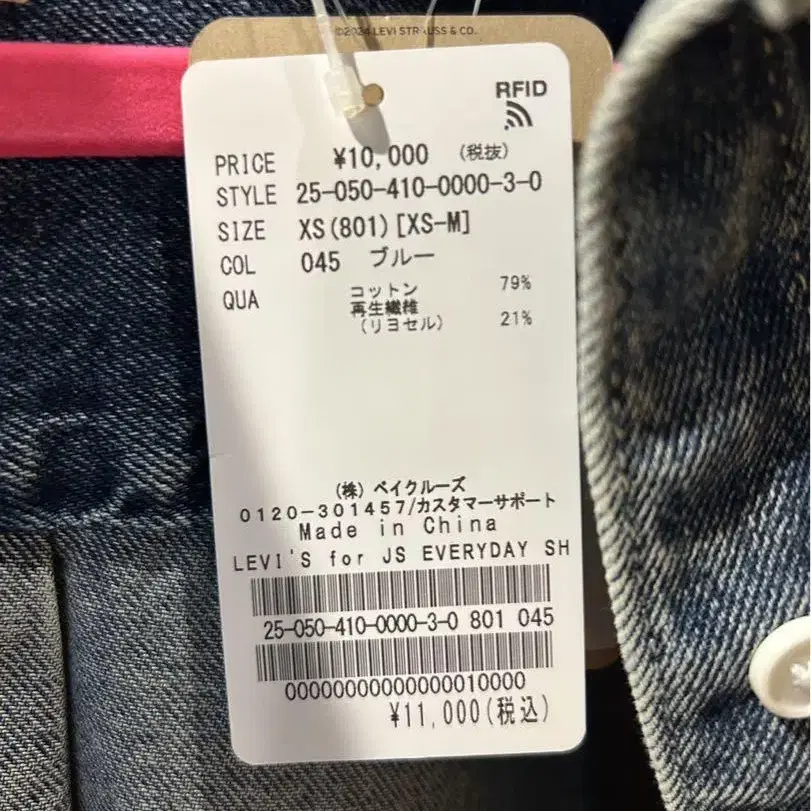 ©2024 LEVI STRAUSS & CO.
RFID
PRICE ¥10,000 (税抜)
STYLE 25-050-410-0000-3-0
SIZE XS(801)[XS-M]
COL 045 ブルー
QUA コットン 79%
再生繊維
(リヨセル) 21%
(株) ベイクルーズ
0120-301457/カスタマーサポート
Made in China
LEVI'S for JS EVERYDAY SH
25-050-410-0000-3-0 801 045
00000000000000010000
¥11,000(税込)